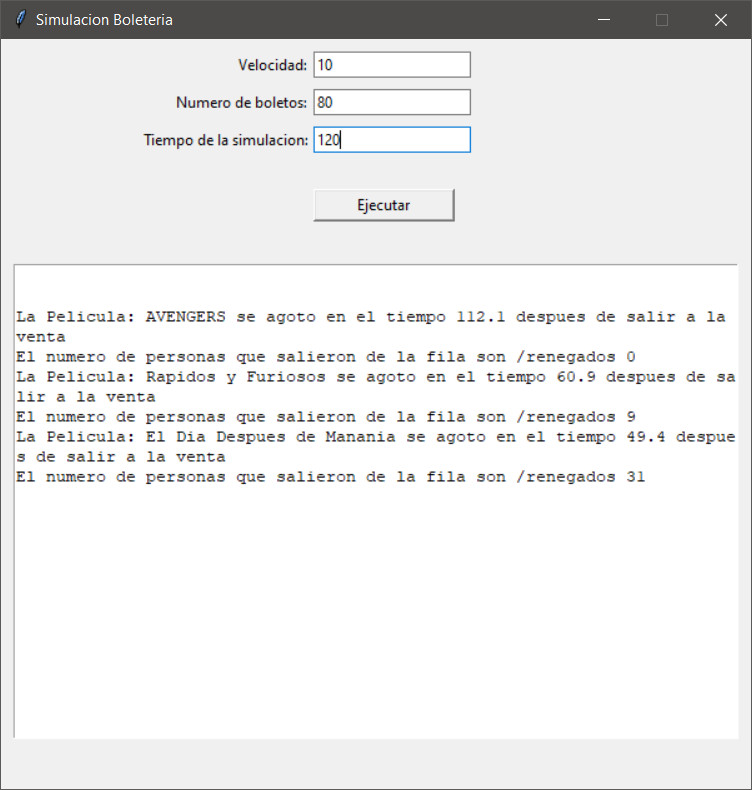 Simulacion Boleteria
Velocidad: 10
Numero de boletos: 80
Tiempo de la simulacion: 120
Ejecutar
La Pelicula: AVENGERS se agoto en el tiempo 112.1 despues de salir a la
venta
El numero de personas que salieron de la fila son /renegados 0
La Pelicula: Rapidos y Furiosos se agoto en el tiempo 60.9 despues de sa
lir a la venta
El numero de personas que salieron de la fila son /renegados 9
La Pelicula: El Dia Despues de Manania se agoto en el tiempo 49.4 despue
s de salir a la venta
El numero de personas que salieron de la fila son /renegados 31